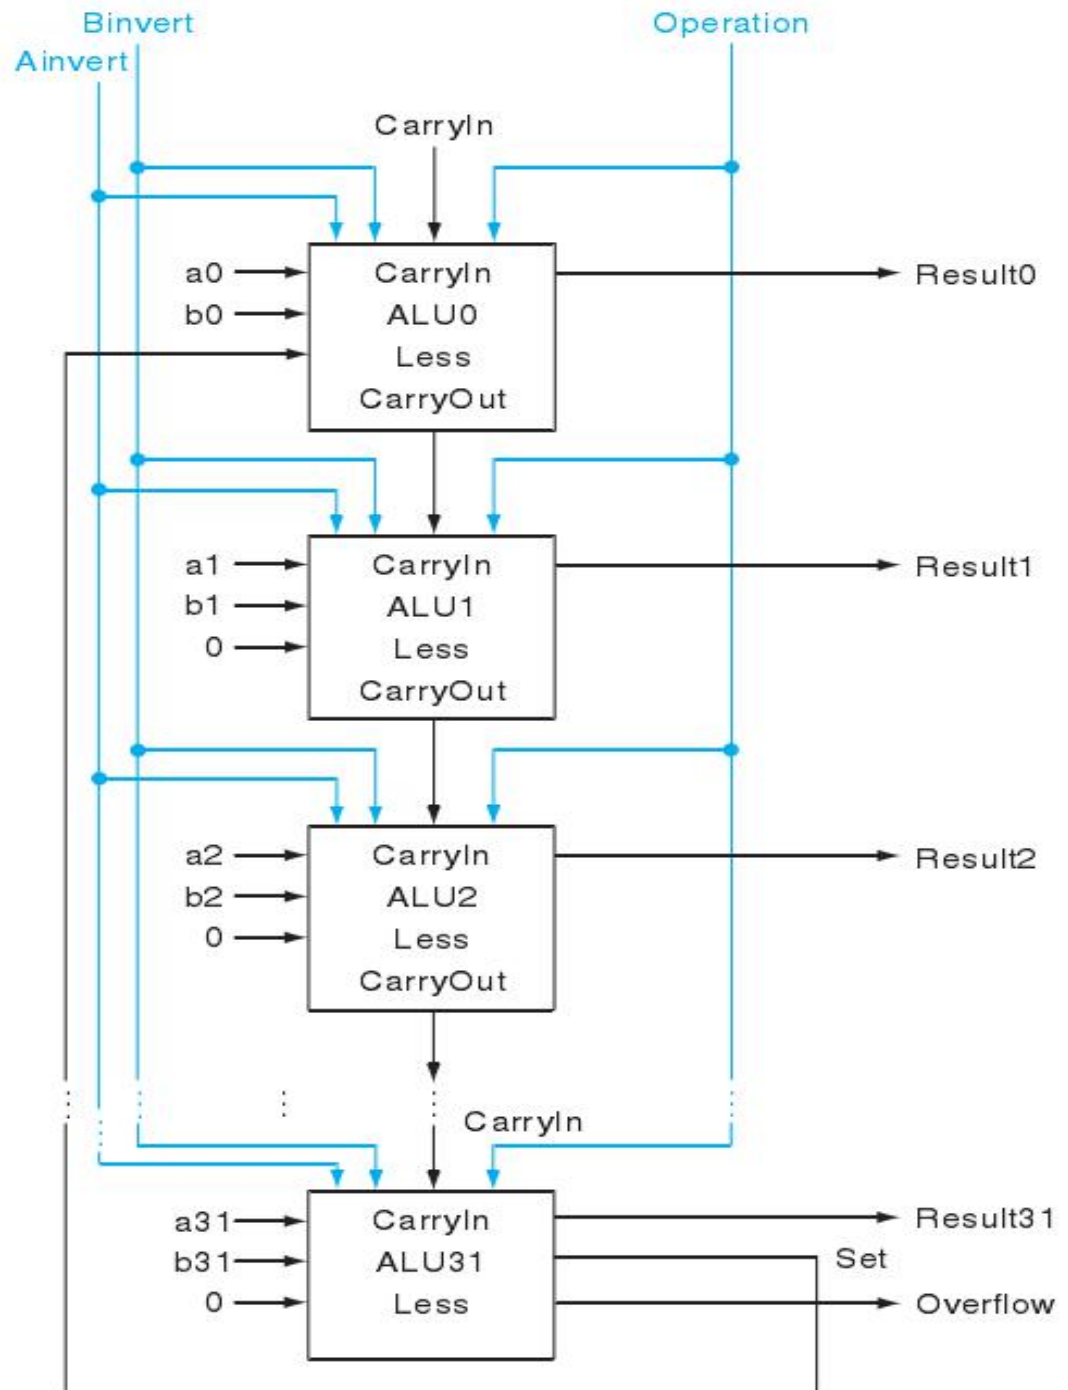 Binvert
Operation
Ainvert
CarryIn
a0
CarryIn
Result0
b0
ALU0
Less
CarryOut
a1
CarryIn
Result1
b1
ALU1
0
Less
CarryOut
a2
CarryIn
Result2
b2
ALU2
0
Less
CarryOut
CarryIn
a31
CarryIn
Result31
b31
ALU31
Set
0
Less
Overflow